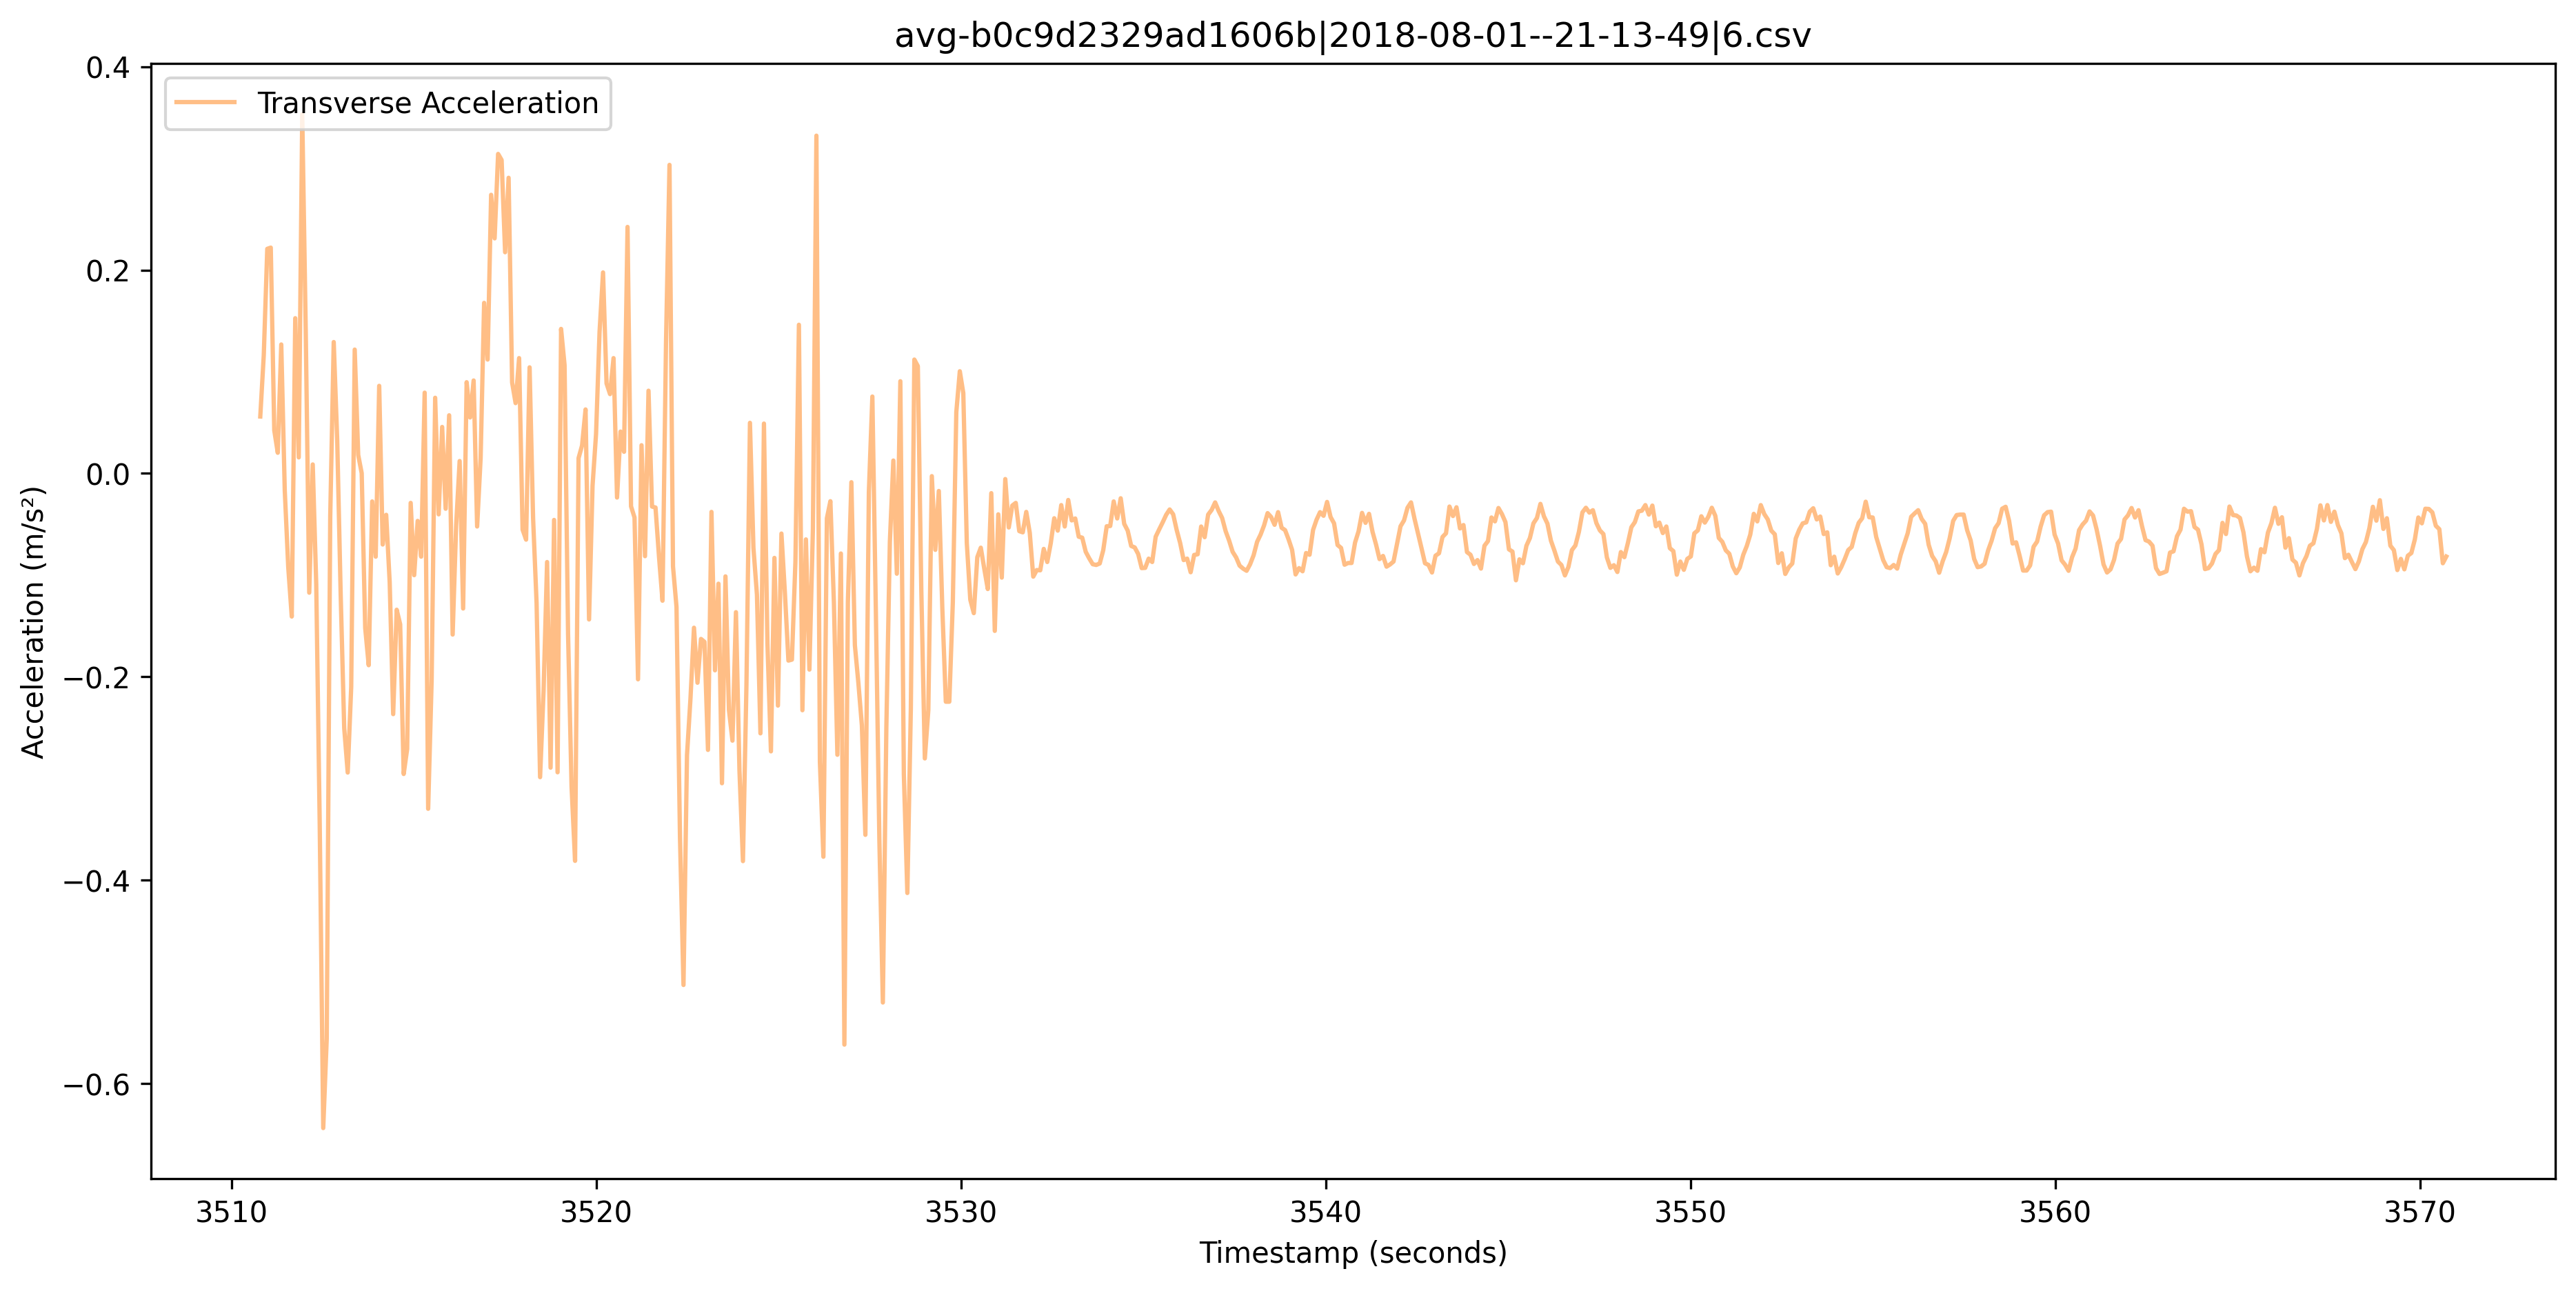 avg-b0c9d2329ad1606b|2018-08-01--21-13-49|6.csv
Transverse Acceleration
Acceleration (m/s²)
0.4
0.2
0.0
−0.2
−0.4
−0.6
3510 3520 3530 3540 3550 3560 3570
Timestamp (seconds)